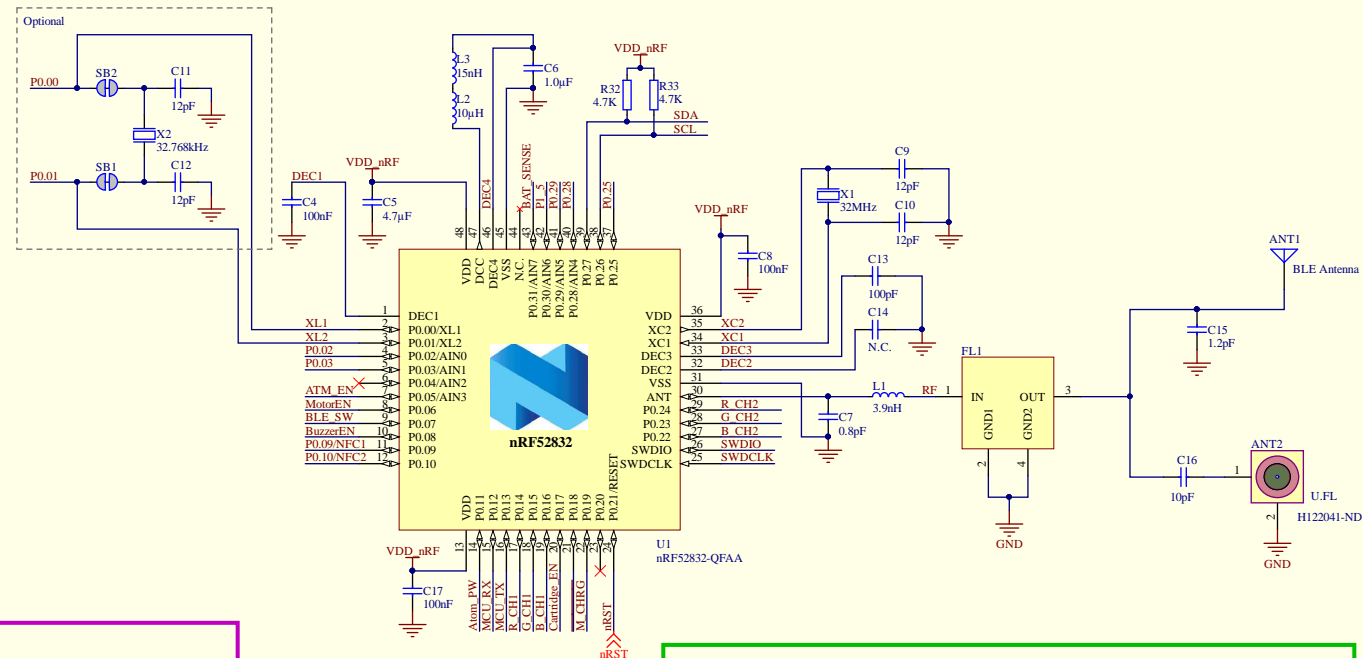 Optional
P0.00
SB2
C11
12pF
X2
32.768kHz
P0.01
SB1
C12
12pF
L3
15nH
L2
10µH
C6
1.0µF
VDD_nRF
R32
4.7K
R33
4.7K
SDA
SCL
DEC1
C4
100nF
VDD_nRF
C5
4.7µF
DEC4
BAT_SENSE
P1_5
P0.29
P0.28
P0.25
48
47
46
45
44
43
42
41
40
39
38
37
VDD
DCC
DEC4
VSS
N.C.
P0.31/AIN7
P0.30/AIN6
P0.29/AIN5
P0.28/AIN4
P0.27
P0.26
P0.25
VDD_nRF
C8
100nF
C9
12pF
X1
32MHz
C10
12pF
C13
100pF
C14
N.C.
1 DEC1
XL1 2 P0.00/XL1
XL2 3 P0.01/XL2
P0.02 4 P0.02/AIN0
P0.03 5 P0.03/AIN1
6 P0.04/AIN2
ATM_EN 7 P0.05/AIN3
MotorEN 8 P0.06
BLE_SW 9 P0.07
BuzzerEN 10 P0.08
P0.09/NFC1 11 P0.09
P0.10/NFC2 12 P0.10
nRF52832
VDD 36
XC2 35 XC2
XC1 34 XC1
DEC3 33 DEC3
DEC2 32 DEC2
VSS 31
ANT 30
P0.24 29 R_CH2
P0.23 28 G_CH2
P0.22 27 B_CH2
SWDIO 26 SWDIO
SWDCLK 25 SWDCLK
C7
0.8pF
L1
3.9nH
RF
FL1
1 IN
OUT 3
GND1
GND2
2
4
GND
ANT1
BLE Antenna
C15
1.2pF
C16
10pF
ANT2
1
U.FL
2
H122041-ND
GND
VDD
P0.11
P0.12
P0.13
P0.14
P0.15
P0.16
P0.17
P0.18
P0.19
P0.20
P0.21/RESET
13
14
15
16
17
18
19
20
21
22
23
24
U1
nRF52832-QFAA
VDD_nRF
C17
100nF
Atom_PW
MCU_RX
MCU_TX
R_CH1
G_CH1
B_CH1
Cartridge_EN
M_CHRG
nRST
nRST